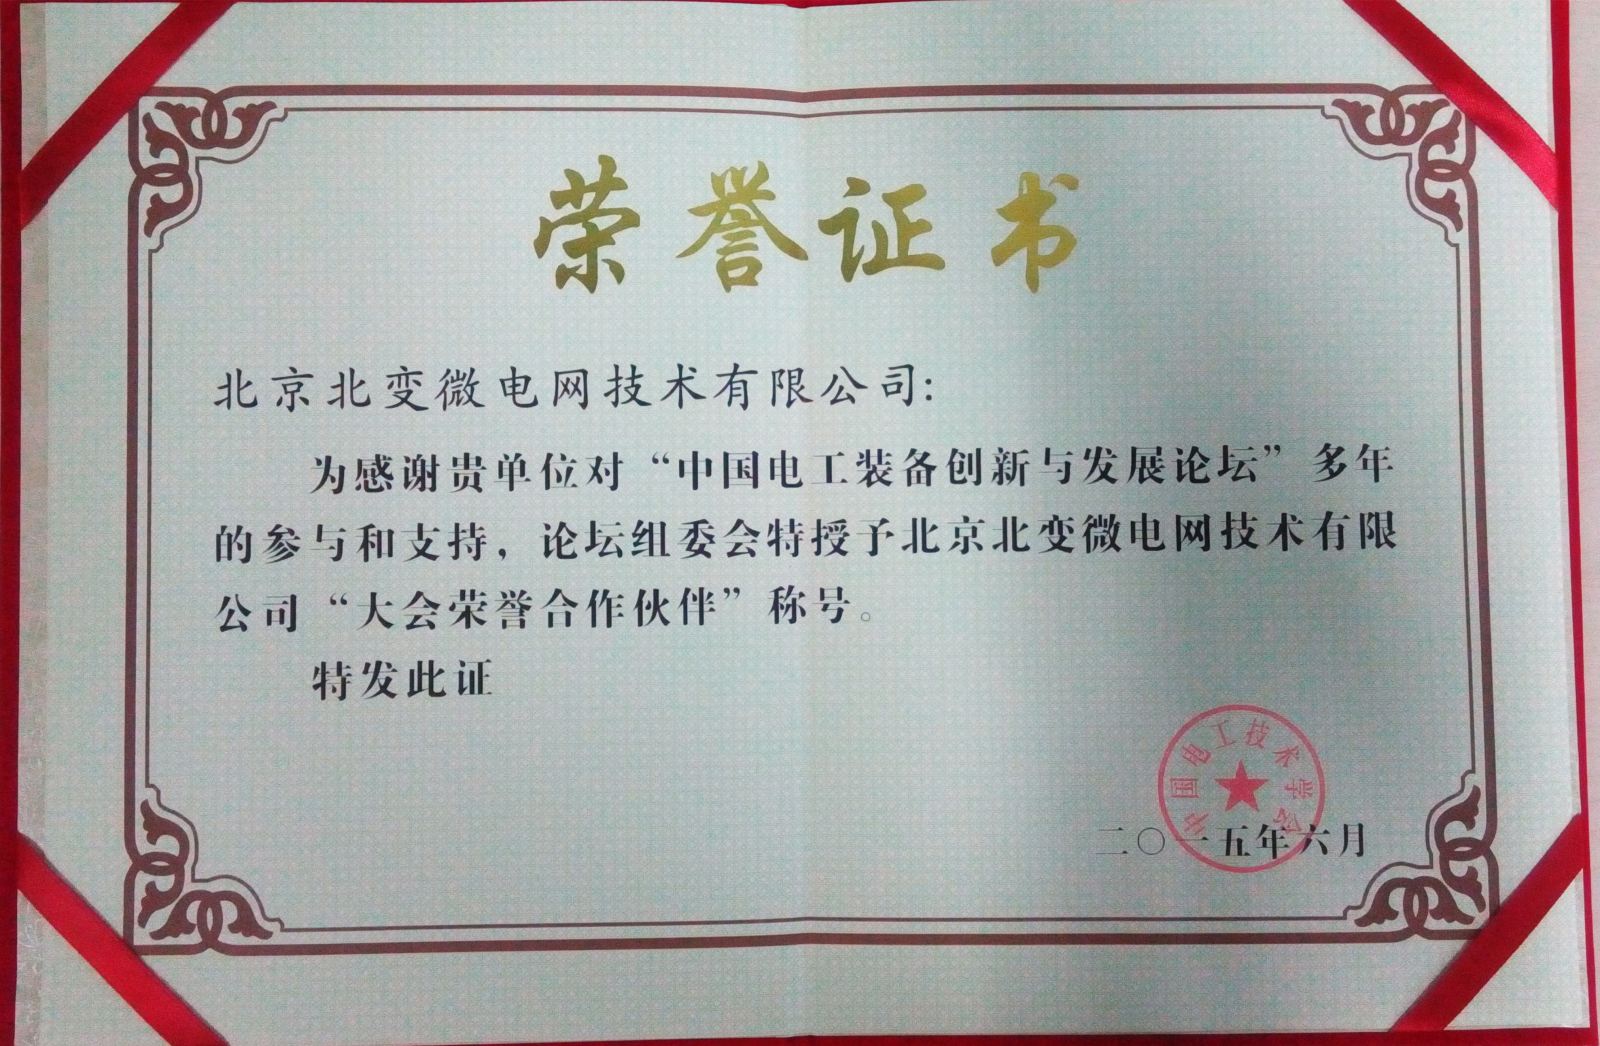 荣誉证书
北京北变微电网技术有限公司:
为感谢贵单位对“中国电工装备创新与发展论坛”多年
的参与和支持，论坛组委会特授予北京北变微电网技术有限
公司“大会荣誉合作伙伴”称号。
特发此证
中国电工技术学会
二〇一五年六月